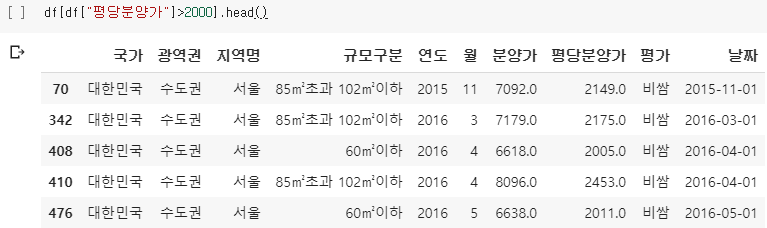 [ ] df[df["평당분양가"]>2000].head()
국가 광역권 지역명 규모구분 연도 월 분양가 평당분양가 평가 날짜
70 대한민국 수도권 서울 85㎡초과 102㎡이하 2015 11 7092.0 2149.0 비쌈 2015-11-01
342 대한민국 수도권 서울 85㎡초과 102㎡이하 2016 3 7179.0 2175.0 비쌈 2016-03-01
408 대한민국 수도권 서울 60㎡이하 2016 4 6618.0 2005.0 비쌈 2016-04-01
410 대한민국 수도권 서울 85㎡초과 102㎡이하 2016 4 8096.0 2453.0 비쌈 2016-04-01
476 대한민국 수도권 서울 60㎡이하 2016 5 6638.0 2011.0 비쌈 2016-05-01